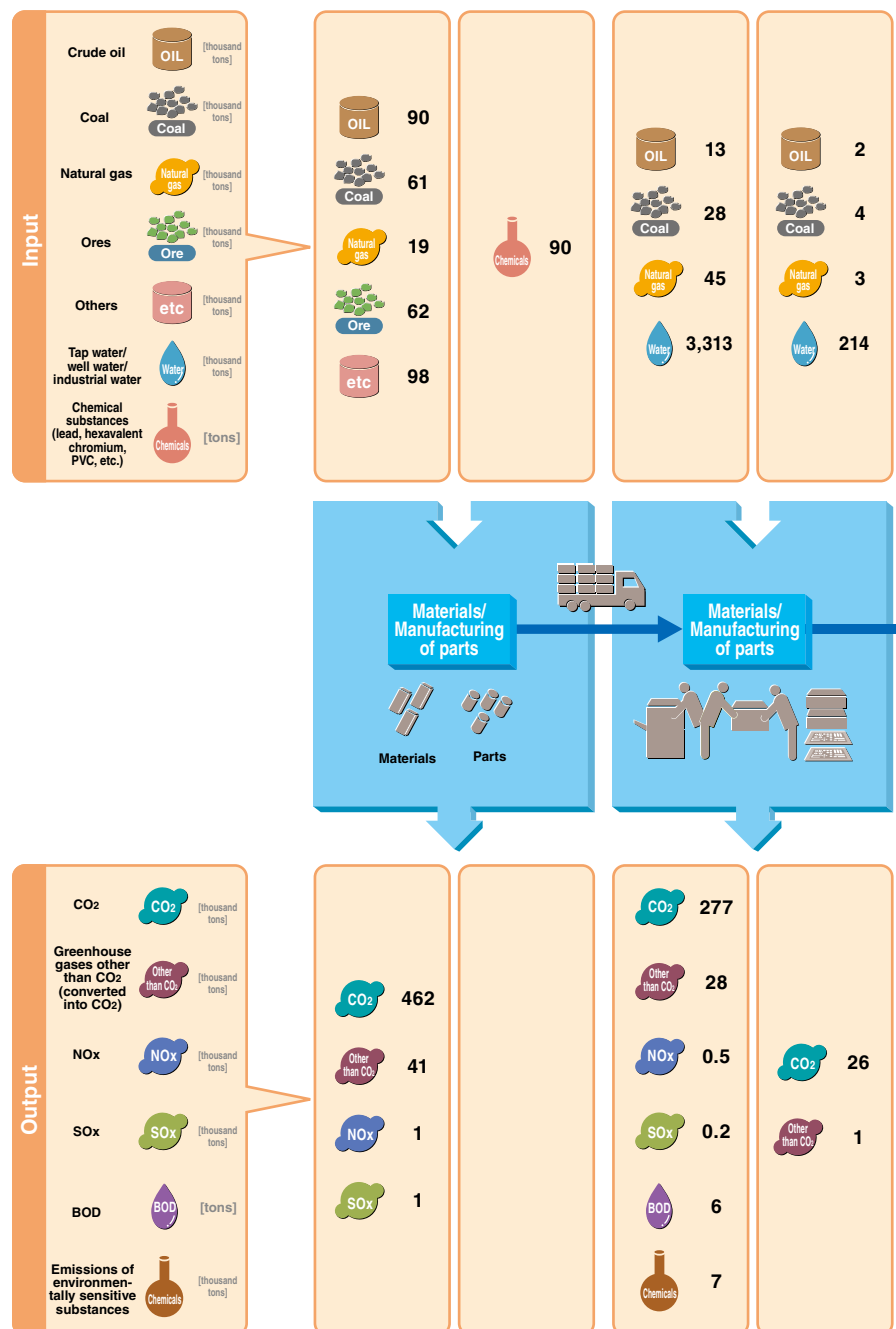 Input
Crude oil
OIL
[thousand
tons]
Coal
Coal
[thousand
tons]
Natural gas
Natural
gas
[thousand
tons]
Ores
Ore
[thousand
tons]
Others
etc
[thousand
tons]
Tap water/
well water/
industrial water
Water
[thousand
tons]
Chemical
substances
(lead, hexavalent
chromium,
PVC, etc.)
Chemicals
[tons]
OIL 90
Coal 61
Natural
gas 19
Ore 62
etc 98
Chemicals 90
OIL 13
Coal 28
Natural
gas 45
Water 3,313
OIL 2
Coal 4
Natural
gas 3
Water 214
Materials/
Manufacturing
of parts
Materials
Parts
Materials/
Manufacturing
of parts
Output
CO2
CO2
[thousand
tons]
Greenhouse
gases other
than CO2
(converted
into CO2)
Other
than CO2
[thousand
tons]
NOx
NOx
[thousand
tons]
SOx
SOx
[thousand
tons]
BOD
BOD
[tons]
Emissions of
environmen-
tally sensitive
substances
Chemicals
[thousand
tons]
CO2 462
Other
than CO2 41
NOx 1
SOx 1
CO2 277
Other
than CO2 28
NOx 0.5
SOx 0.2
BOD 6
Chemicals 7
CO2 26
Other
than CO2 1